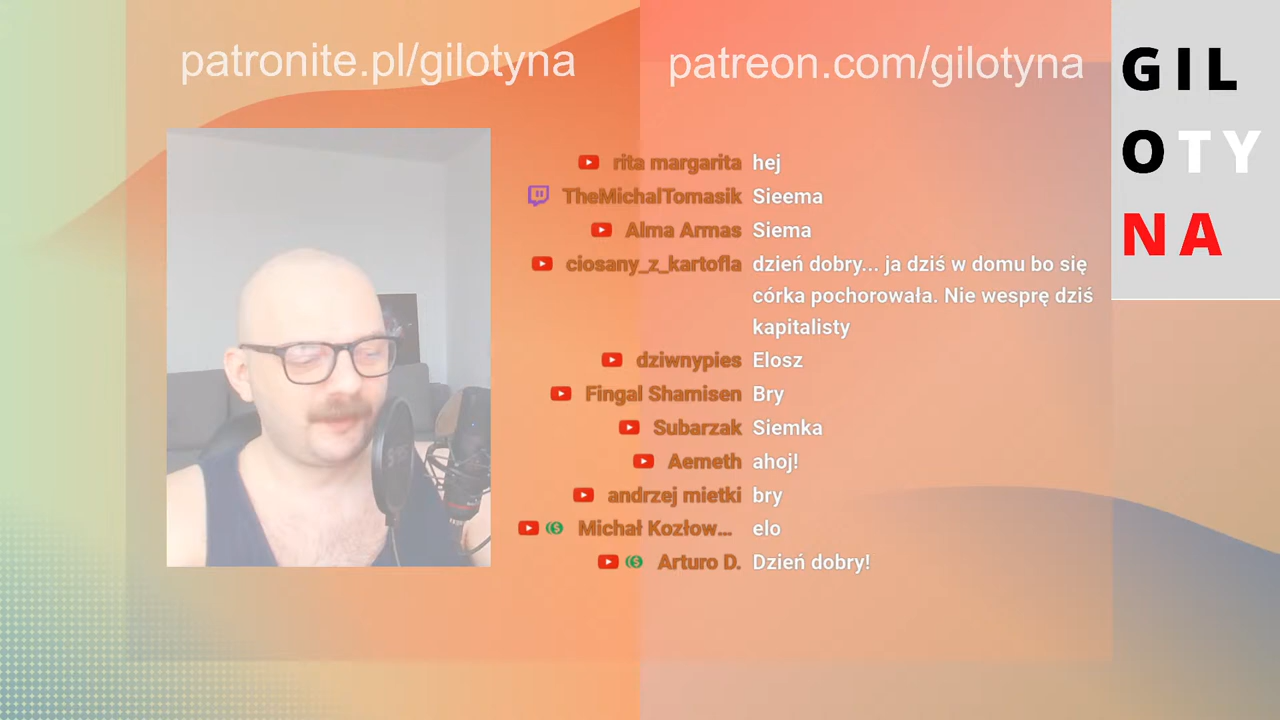 patronite.pl/gilotyna
patreon.com/gilotyna
GIL
OTY
NA
rita margarita hej
TheMichalTomasik Sieema
Alma Armas Siema
ciosany_z_kartofla dzień dobry... ja dziś w domu bo się
córka pochorowała. Nie wesprę dziś
kapitalisty
dziwnypies Elosz
Fingal Shamisen Bry
Subarzak Siemka
Aemeth ahoj!
andrzej mietki bry
Michał Kozłow... elo
Arturo D. Dzień dobry!